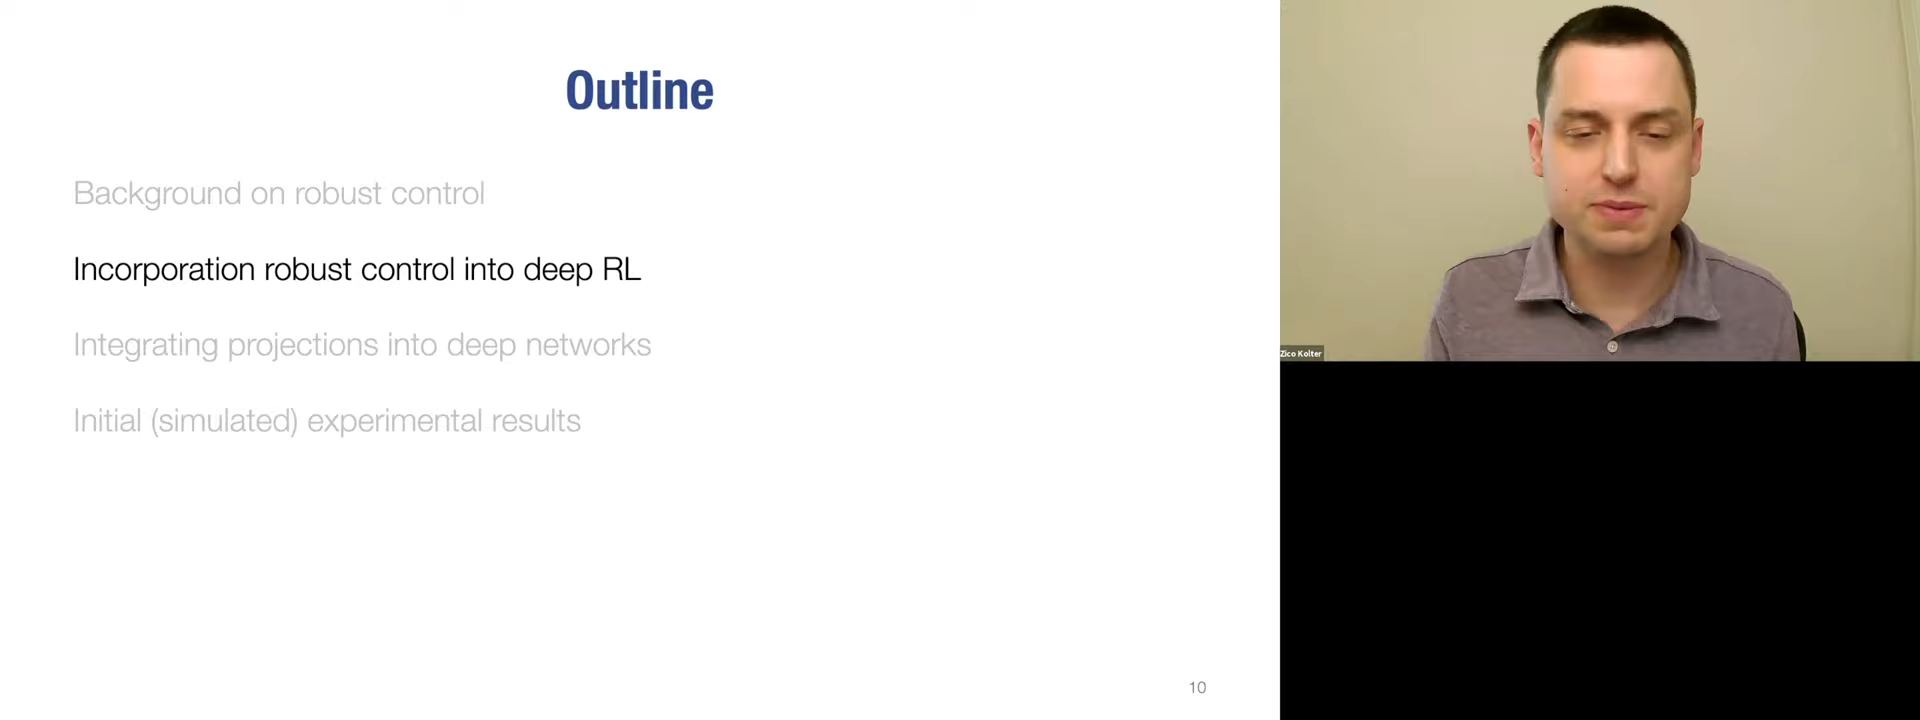 Outline
Background on robust control
Incorporation robust control into deep RL
Integrating projections into deep networks
Initial (simulated) experimental results
10
Zico Kolter